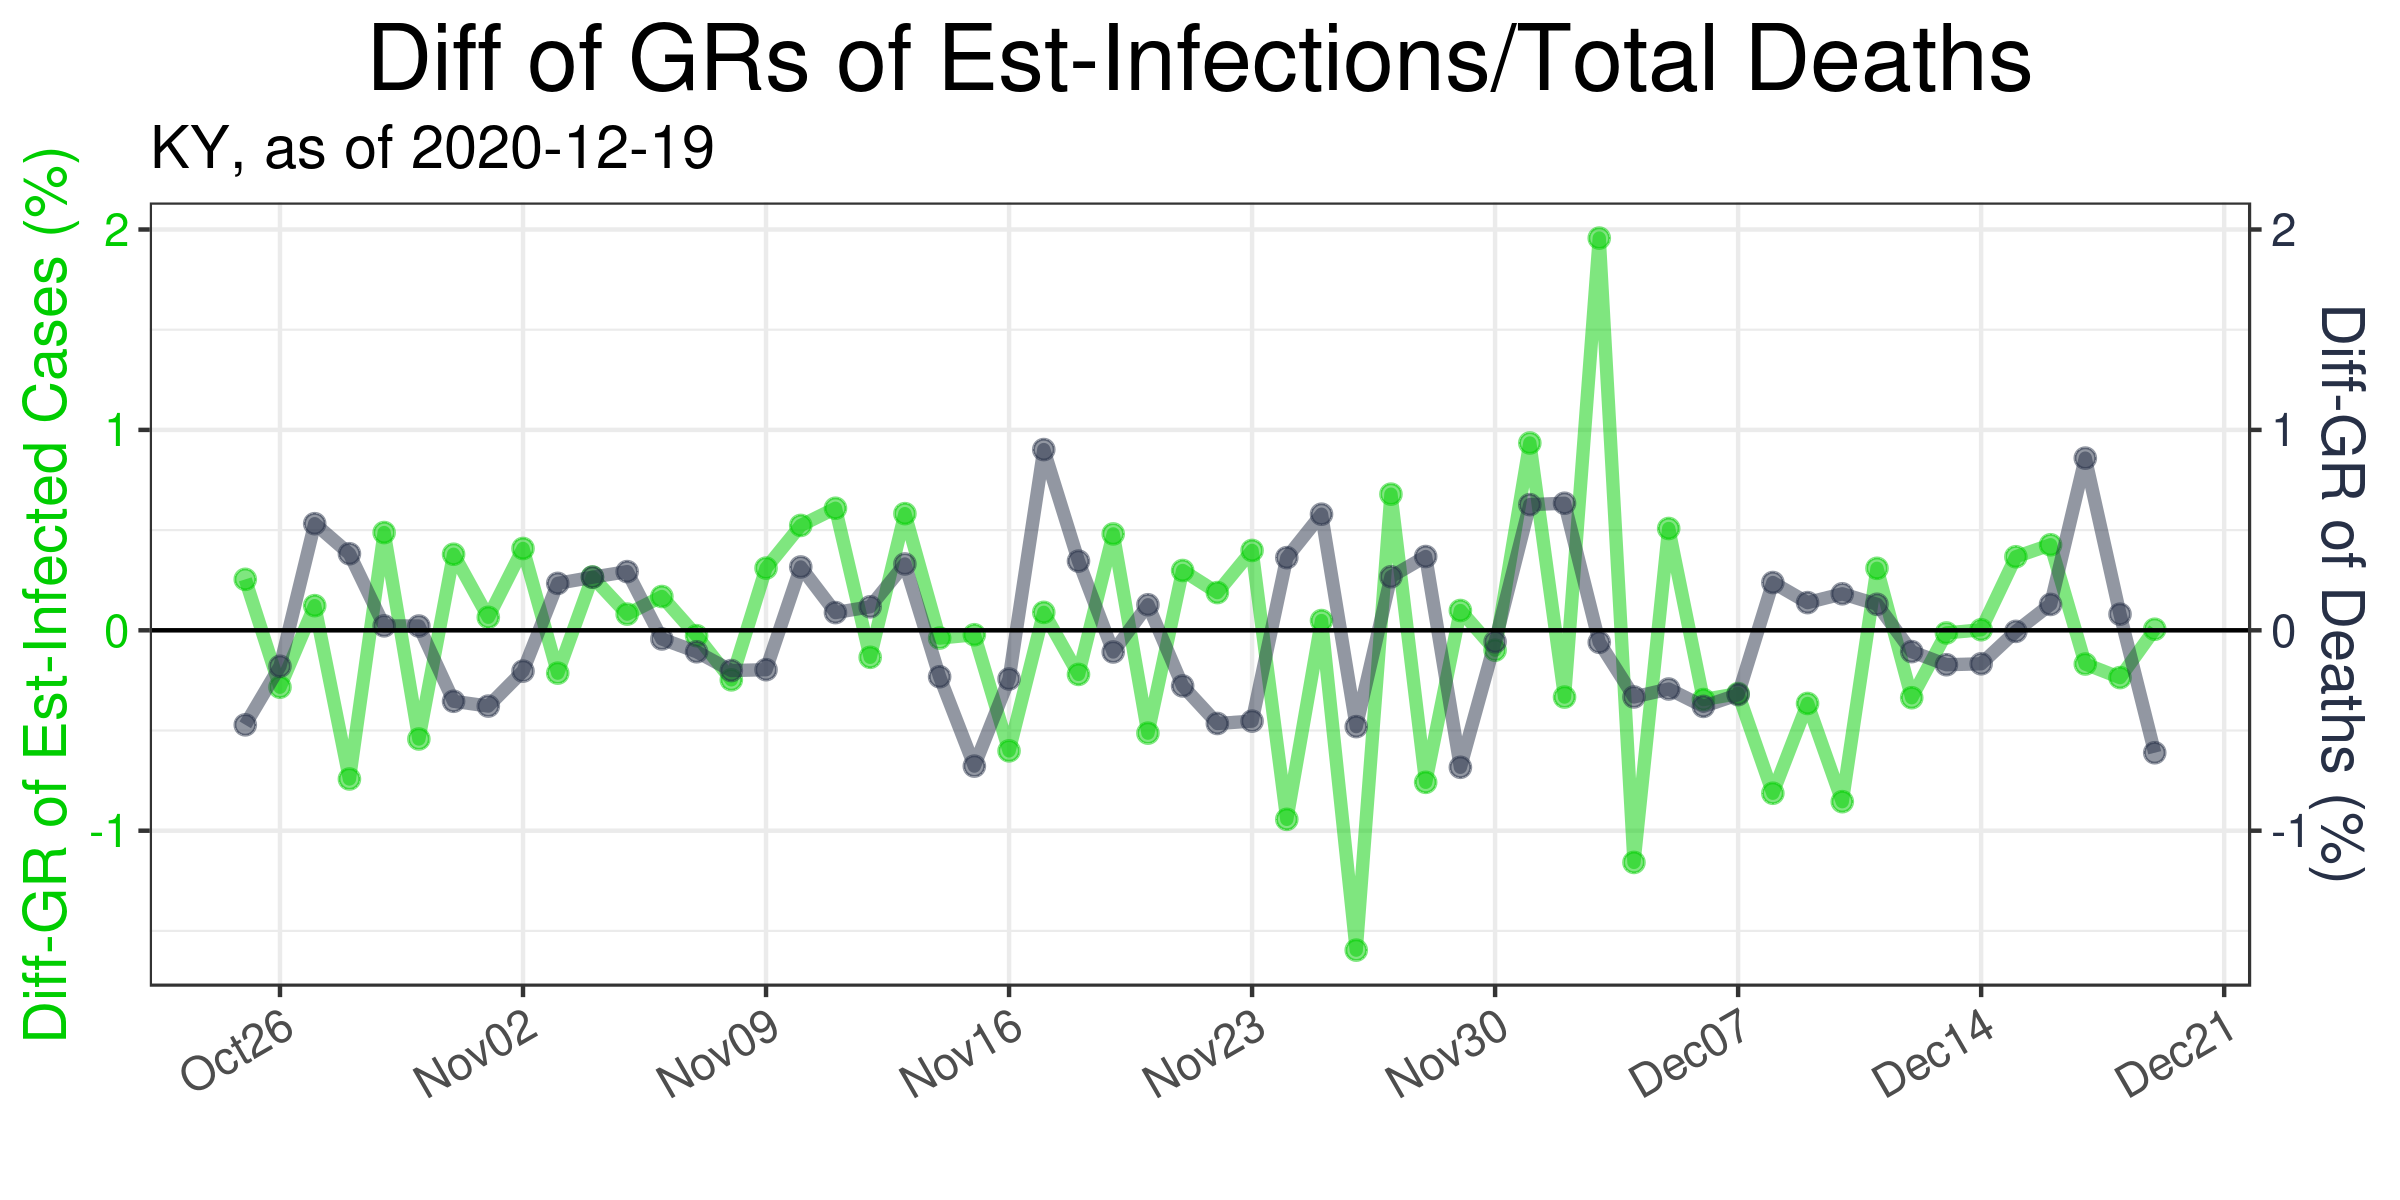 Diff of GRs of Est-Infections/Total Deaths
KY, as of 2020-12-19
Diff-GR of Est-Infected Cases (%)
2
1
0
-1
2
1
0
-1
Diff-GR of Deaths (%)
Oct26
Nov02
Nov09
Nov16
Nov23
Nov30
Dec07
Dec14
Dec21